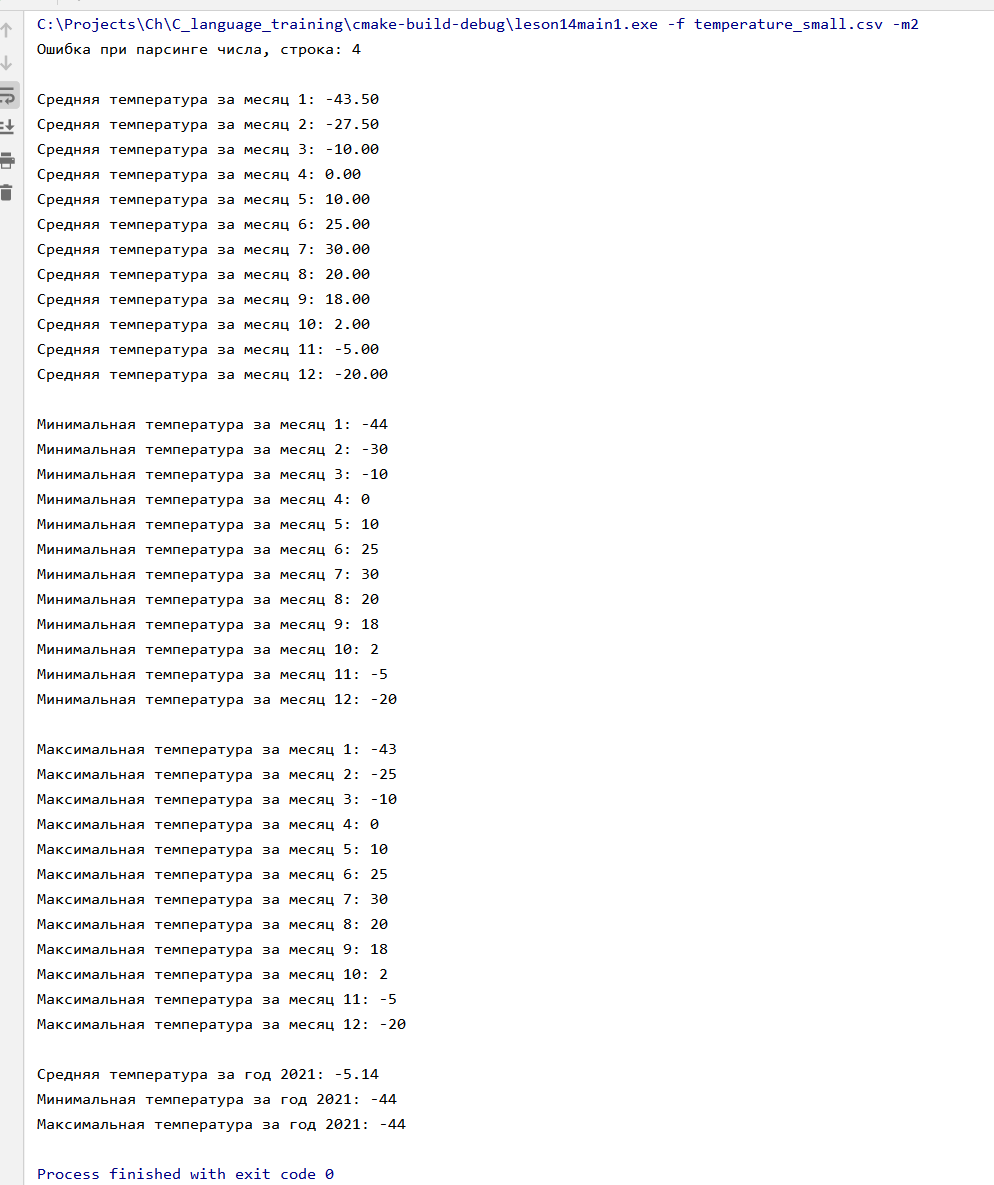 C:\Projects\Ch\C_language_training\cmake-build-debug\leson14main1.exe -f temperature_small.csv -m2
Ошибка при парсинге числа, строка: 4
Средняя температура за месяц 1: -43.50
Средняя температура за месяц 2: -27.50
Средняя температура за месяц 3: -10.00
Средняя температура за месяц 4: 0.00
Средняя температура за месяц 5: 10.00
Средняя температура за месяц 6: 25.00
Средняя температура за месяц 7: 30.00
Средняя температура за месяц 8: 20.00
Средняя температура за месяц 9: 18.00
Средняя температура за месяц 10: 2.00
Средняя температура за месяц 11: -5.00
Средняя температура за месяц 12: -20.00
Минимальная температура за месяц 1: -44
Минимальная температура за месяц 2: -30
Минимальная температура за месяц 3: -10
Минимальная температура за месяц 4: 0
Минимальная температура за месяц 5: 10
Минимальная температура за месяц 6: 25
Минимальная температура за месяц 7: 30
Минимальная температура за месяц 8: 20
Минимальная температура за месяц 9: 18
Минимальная температура за месяц 10: 2
Минимальная температура за месяц 11: -5
Минимальная температура за месяц 12: -20
Максимальная температура за месяц 1: -43
Максимальная температура за месяц 2: -25
Максимальная температура за месяц 3: -10
Максимальная температура за месяц 4: 0
Максимальная температура за месяц 5: 10
Максимальная температура за месяц 6: 25
Максимальная температура за месяц 7: 30
Максимальная температура за месяц 8: 20
Максимальная температура за месяц 9: 18
Максимальная температура за месяц 10: 2
Максимальная температура за месяц 11: -5
Максимальная температура за месяц 12: -20
Средняя температура за год 2021: -5.14
Минимальная температура за год 2021: -44
Максимальная температура за год 2021: -44
Process finished with exit code 0